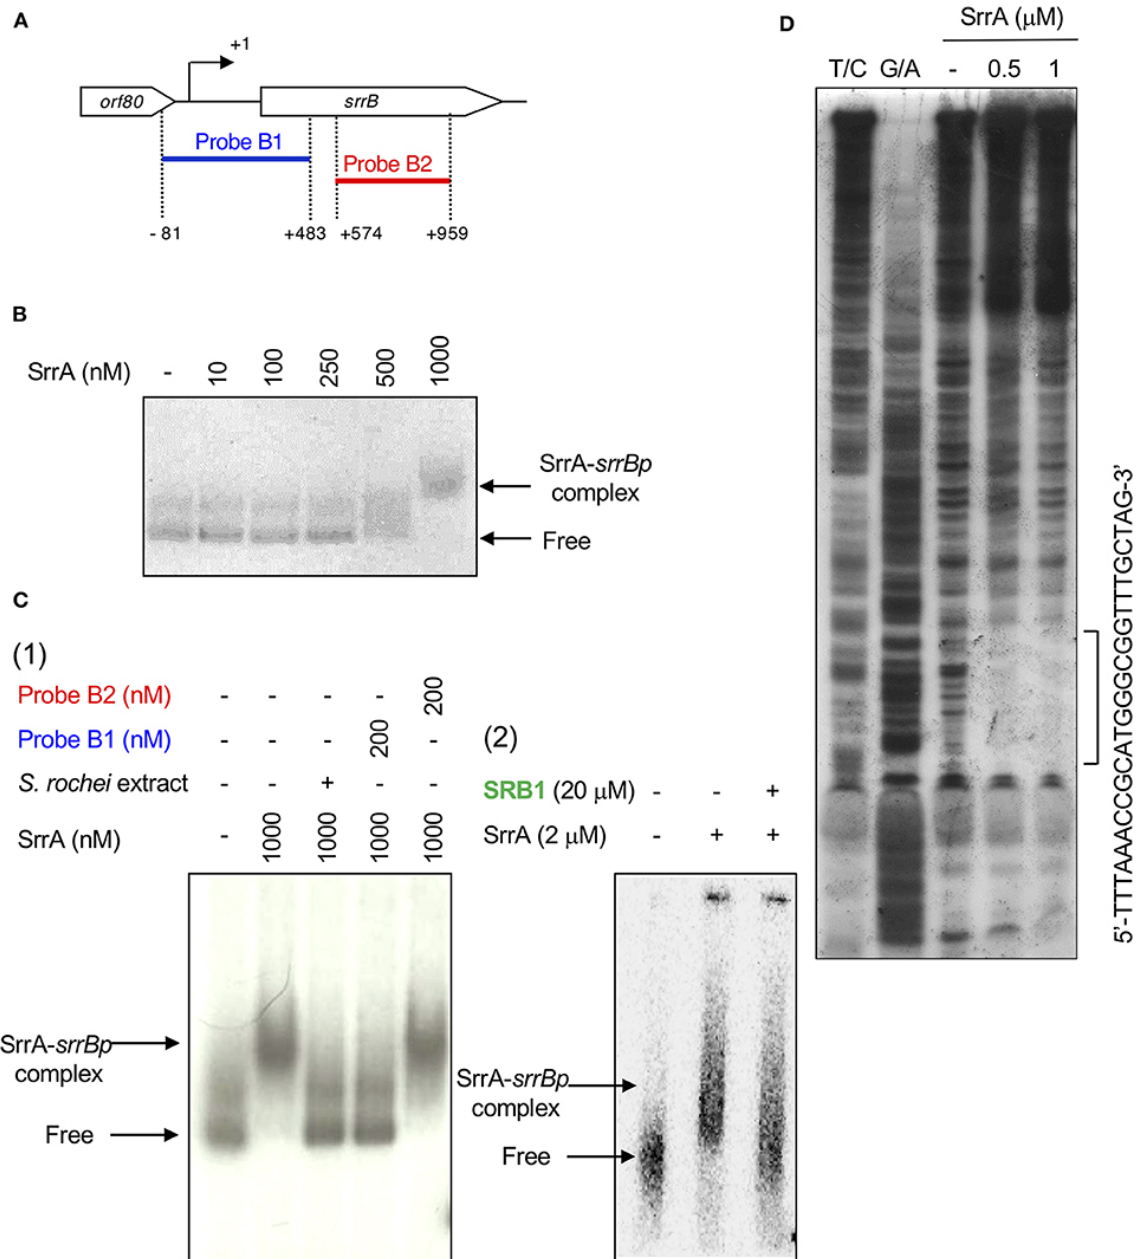 A
+1
orf80
srrB
Probe B1
Probe B2
- 81
+483
+574
+959
B
SrrA (nM)
- 10 100 250 500 1000
SrrA-srrBp
complex
Free
C
(1)
Probe B2 (nM) - - - - 200
Probe B1 (nM) - - - 200 -
S. rochei extract - - + - -
SrrA (nM) - 1000 1000 1000 1000
SrrA-srrBp
complex
Free
(2)
SRB1 (20 μM) - - +
SrrA (2 μM) - + +
SrrA-srrBp
complex
Free
D
SrrA (μM)
T/C G/A - 0.5 1
5'-TTTAAACCGCATGGGCGGTTTGCTAG-3'